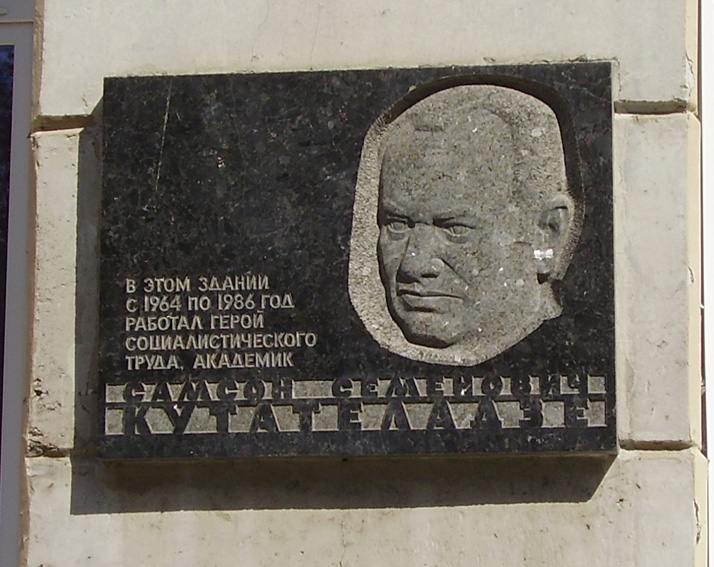 В ЭТОМ ЗДАНИИ
С 1964 ПО 1986 ГОД
РАБОТАЛ ГЕРОЙ
СОЦИАЛИСТИЧЕСКОГО
ТРУДА, АКАДЕМИК
САМСОН СЕМЕНОВИЧ
КУТАТЕЛАДЗЕ